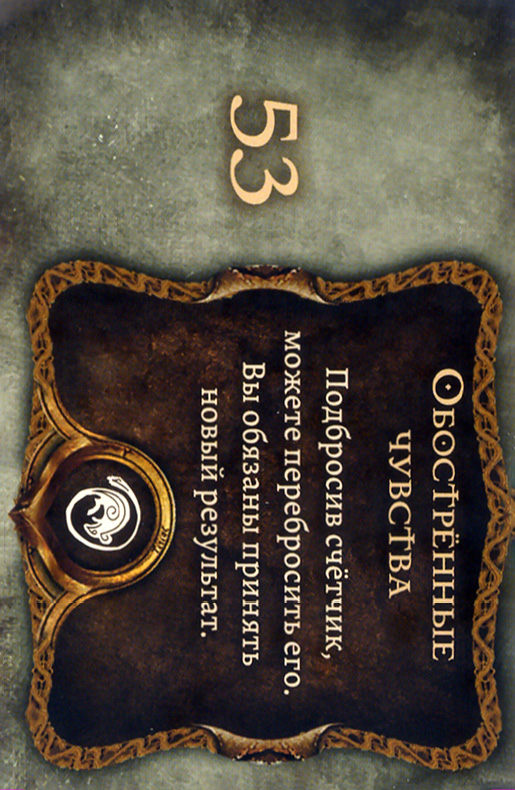 53
Обострённые
чувства
Подбросив счётчик,
можете перебросить его.
Вы обязаны принять
новый результат.